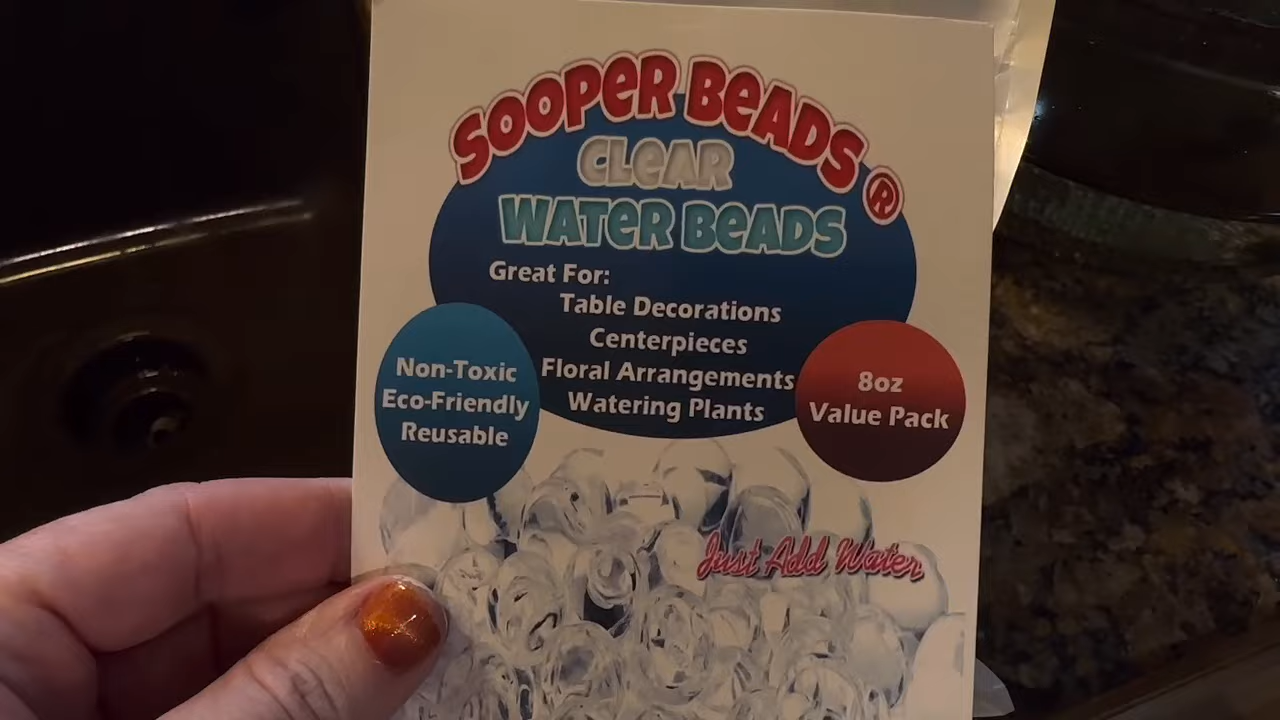 SOOPER BEADS®
CLEAR
WATER BEADS
Great For:
Table Decorations
Centerpieces
Floral Arrangements
Watering Plants
Non-Toxic
Eco-Friendly
Reusable
8oz
Value Pack
Just Add Water